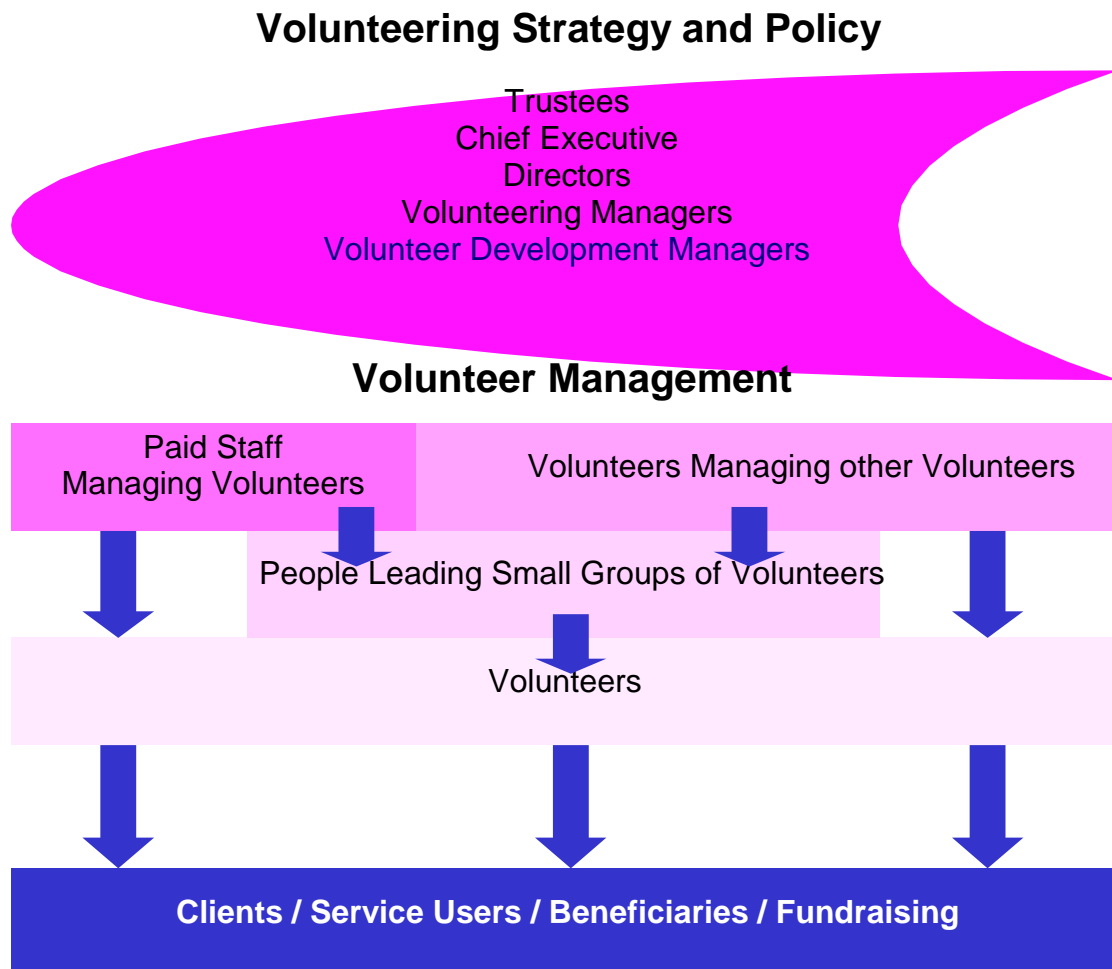 Volunteering Strategy and Policy
Trustees
Chief Executive
Directors
Volunteering Managers
Volunteer Development Managers
Volunteer Management
Paid Staff
Managing Volunteers
Volunteers Managing other Volunteers
People Leading Small Groups of Volunteers
Volunteers
Clients / Service Users / Beneficiaries / Fundraising